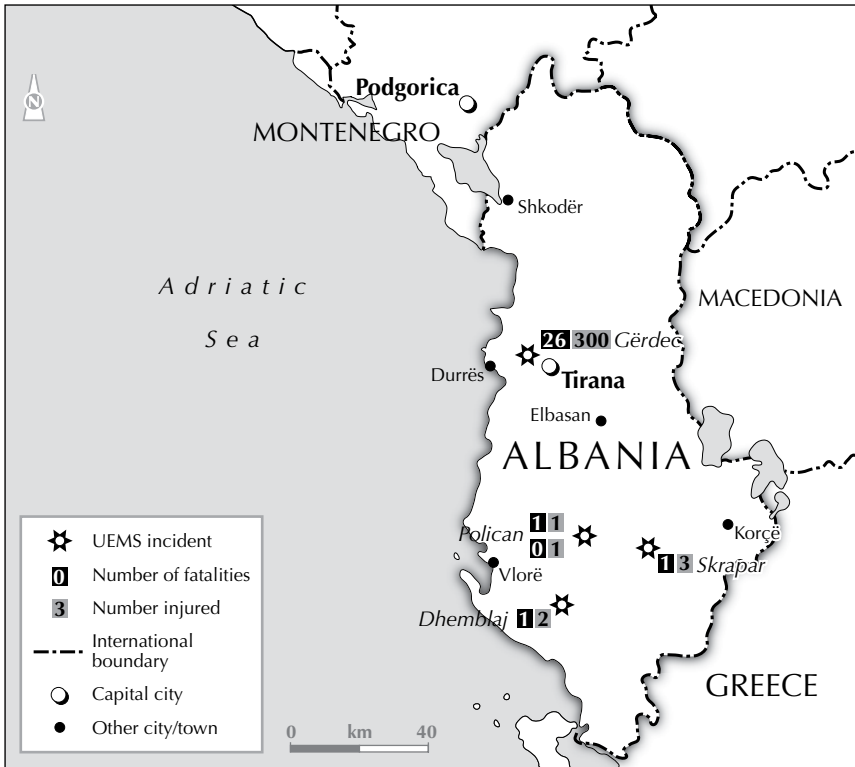 N
Podgorica
MONTENEGRO
Shkodër
Adriatic
Sea
MACEDONIA
26 300 Gërdec
Durrës
Tirana
Elbasan
ALBANIA
Polican 1 1
0 1
Korçë
1 3 Skrapar
Vlorë
Dhemblaj 1 2
GREECE
UEMS incident
0 Number of fatalities
3 Number injured
International
boundary
Capital city
Other city/town
0 km 40